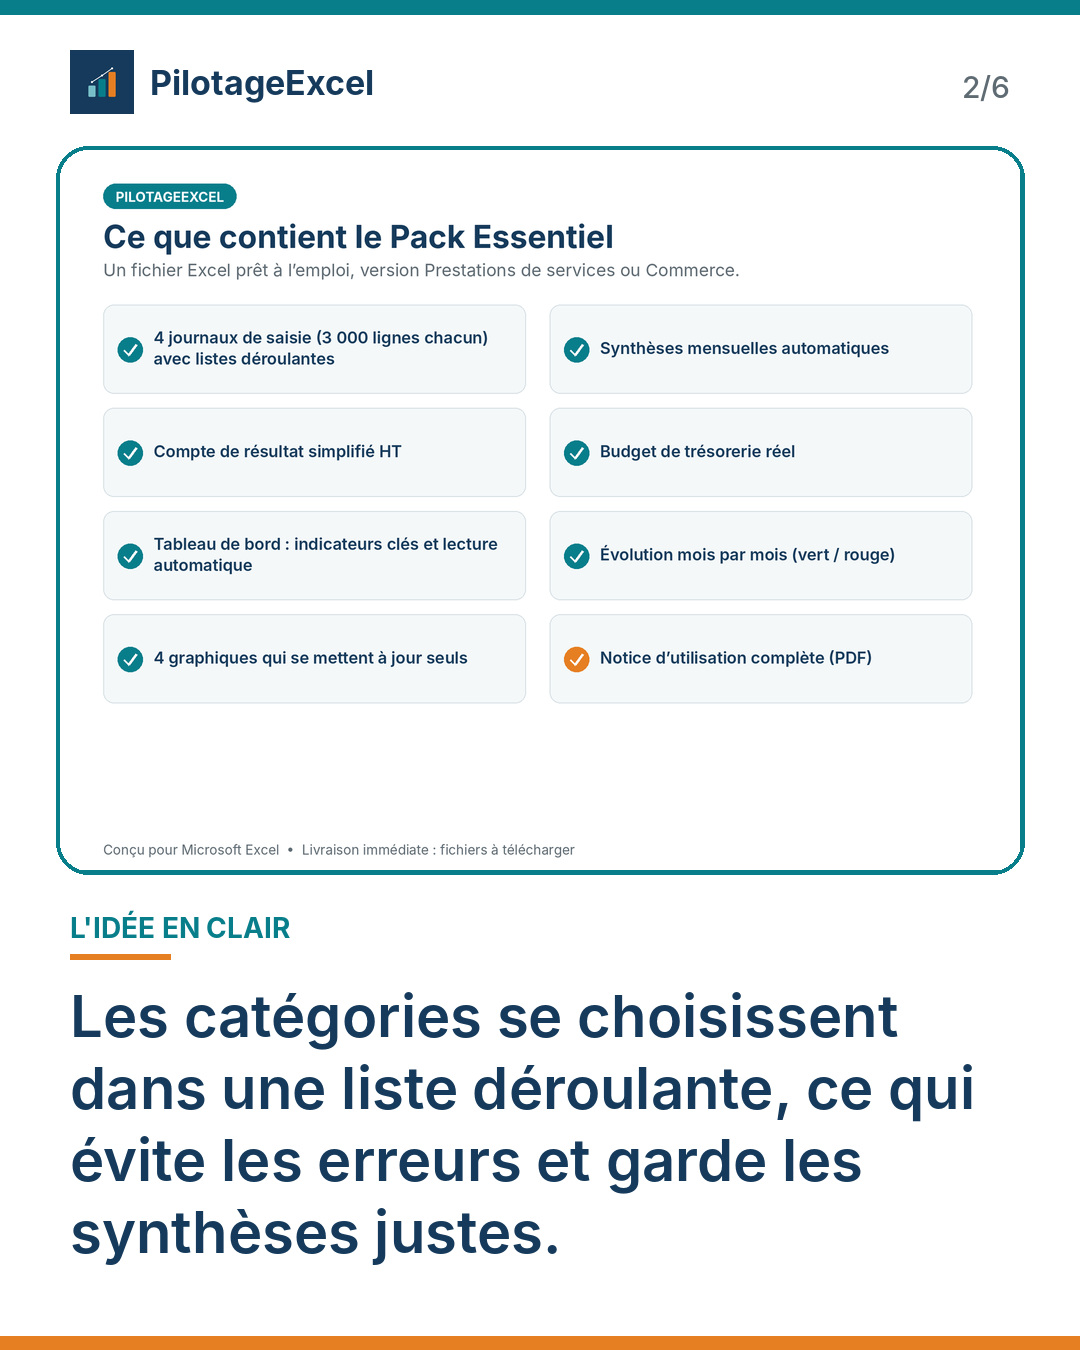 PilotageExcel
2/6
PILOTAGEEXCEL
Ce que contient le Pack Essentiel
Un fichier Excel prêt à l’emploi, version Prestations de services ou Commerce.
4 journaux de saisie (3 000 lignes chacun)
avec listes déroulantes
Synthèses mensuelles automatiques
Compte de résultat simplifié HT
Budget de trésorerie réel
Tableau de bord : indicateurs clés et lecture
automatique
Évolution mois par mois (vert / rouge)
4 graphiques qui se mettent à jour seuls
Notice d’utilisation complète (PDF)
Conçu pour Microsoft Excel • Livraison immédiate : fichiers à télécharger
L'IDÉE EN CLAIR
Les catégories se choisissent
dans une liste déroulante, ce qui
évite les erreurs et garde les
synthèses justes.